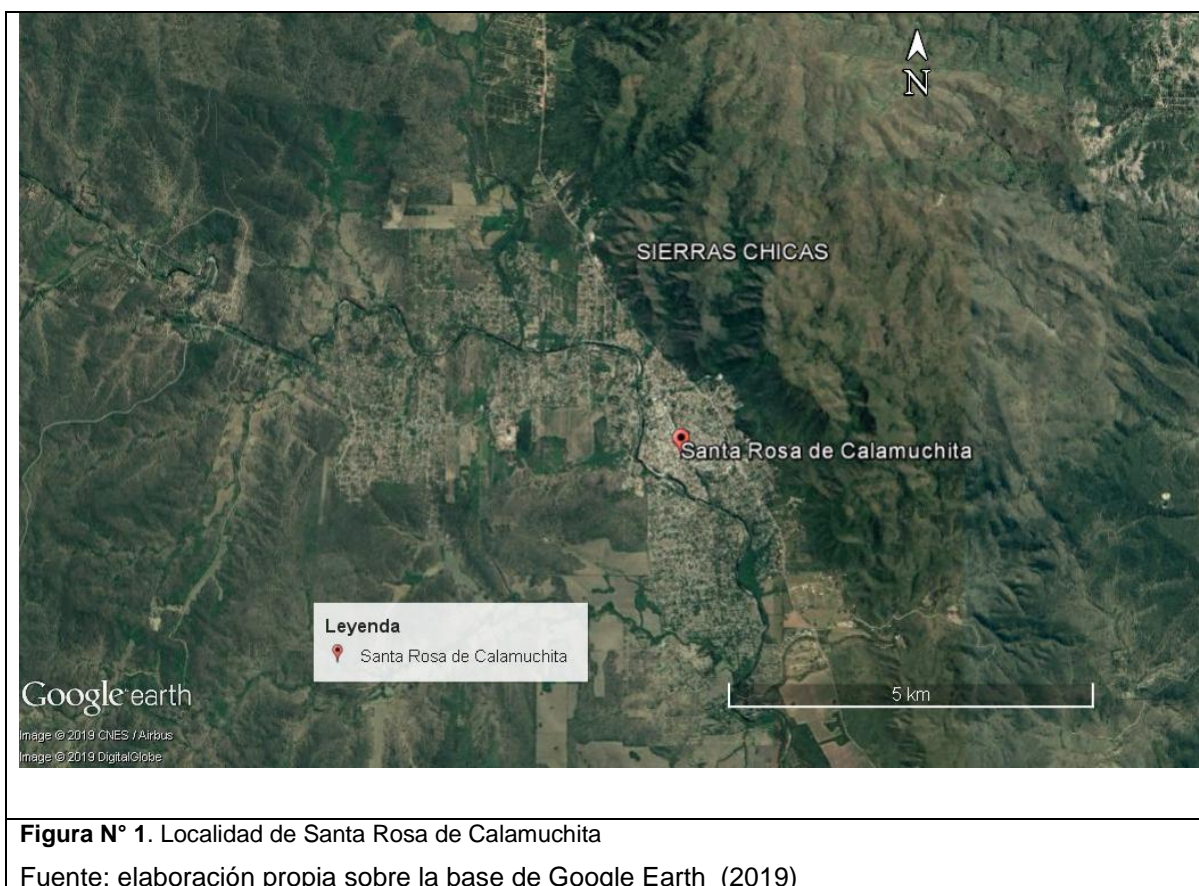 N
SIERRAS CHICAS
Santa Rosa de Calamuchita
Leyenda
Santa Rosa de Calamuchita
Google earth
5 km
Image © 2019 CNES / Airbus
Image © 2019 DigitalGlobe
Figura N° 1. Localidad de Santa Rosa de Calamuchita
Fuente: elaboración propia sobre la base de Google Earth (2019)